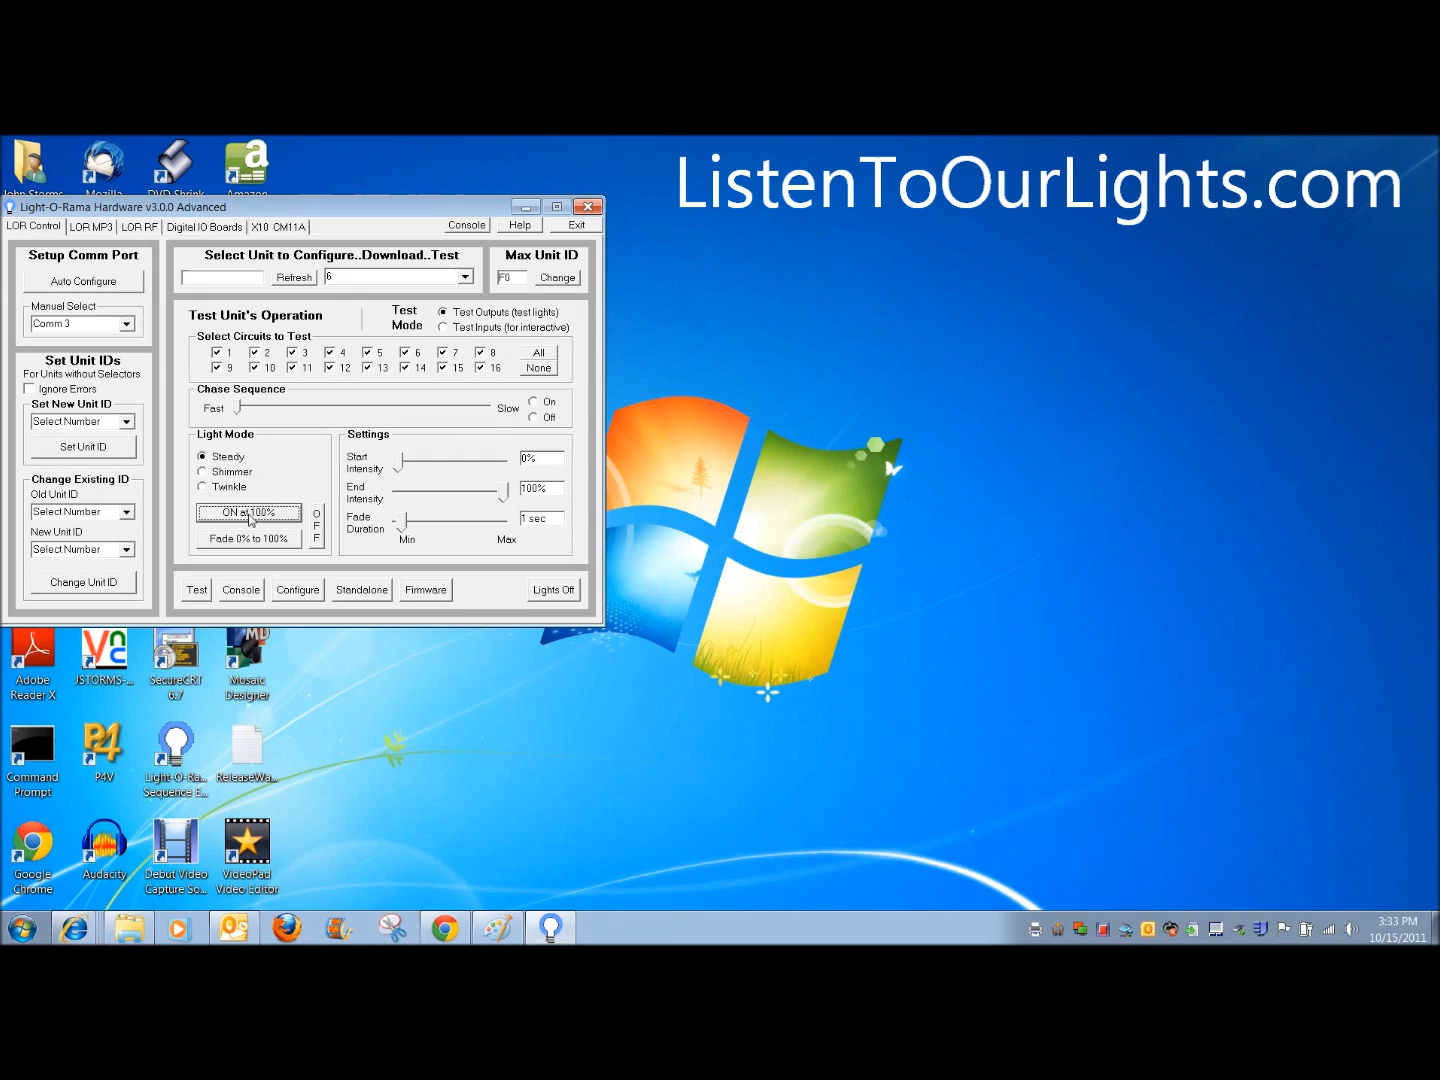 ListenToOurLights.com
John Storms
Mozilla
DVD Shrink
Amazon
Light-O-Rama Hardware v3.0.0 Advanced
LOR Control LOR MP3 LOR RF Digital IO Boards X10 CM11A
Console Help Exit
Setup Comm Port
Auto Configure
Manual Select
Comm 3
Set Unit IDs
For Units without Selectors
Ignore Errors
Set New Unit ID
Select Number
Set Unit ID
Change Existing ID
Old Unit ID
Select Number
New Unit ID
Select Number
Change Unit ID
Select Unit to Configure..Download..Test
Refresh 6
Max Unit ID
F0 Change
Test Unit's Operation
Test Mode
Test Outputs (test lights)
Test Inputs (for interactive)
Select Circuits to Test
1 2 3 4 5 6 7 8 All
9 10 11 12 13 14 15 16 None
Chase Sequence
Fast Slow On
Off
Light Mode
Steady
Shimmer
Twinkle
ON at 100%
Fade 0% to 100%
OFF
Settings
Start Intensity 0%
End Intensity 100%
Fade Duration 1 sec
Min Max
Test Console Configure Standalone Firmware Lights Off
Adobe Reader X
JSTORMS-...
SecureCRT 6.7
Mosaic Designer
Command Prompt
P4V
Light-O-Ra... Sequence E...
ReleaseWa...
Google Chrome
Audacity
Debut Video Capture So...
VideoPad Video Editor
3:33 PM
10/15/2011